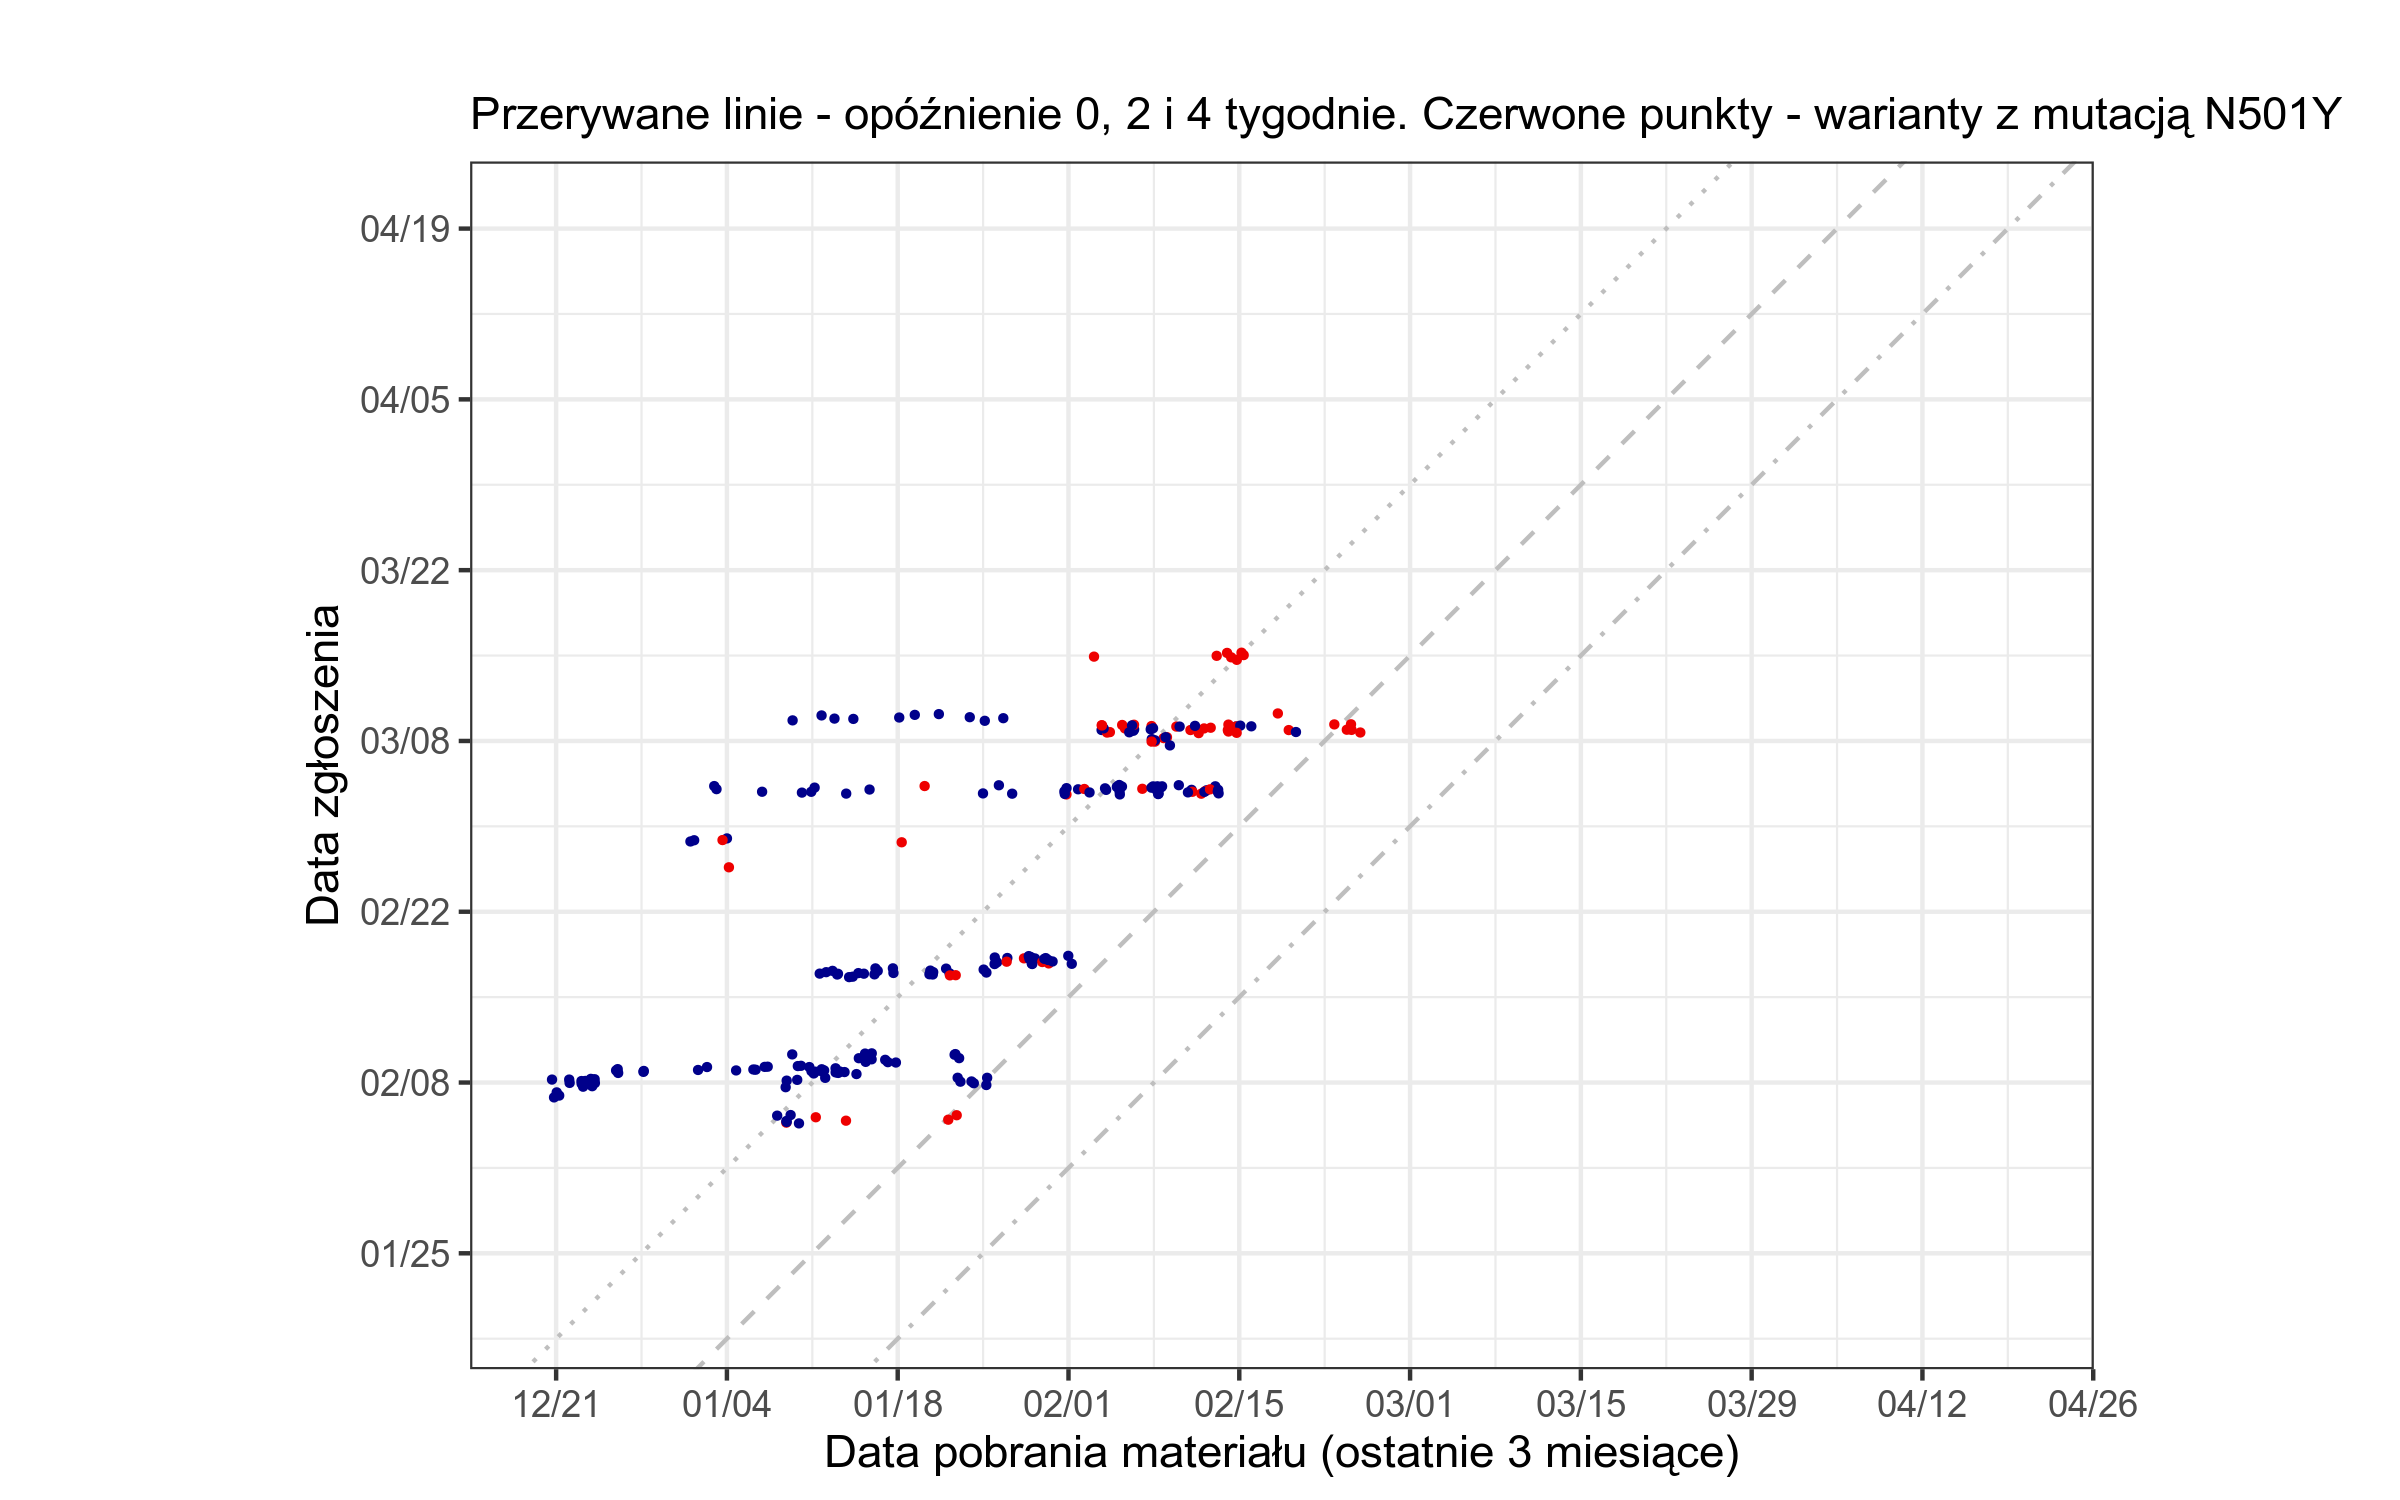 Przerywane linie - opóźnienie 0, 2 i 4 tygodnie. Czerwone punkty - warianty z mutacją N501Y
Data zgłoszenia
04/19
04/05
03/22
03/08
02/22
02/08
01/25
12/21 01/04 01/18 02/01 02/15 03/01 03/15 03/29 04/12 04/26
Data pobrania materiału (ostatnie 3 miesiące)